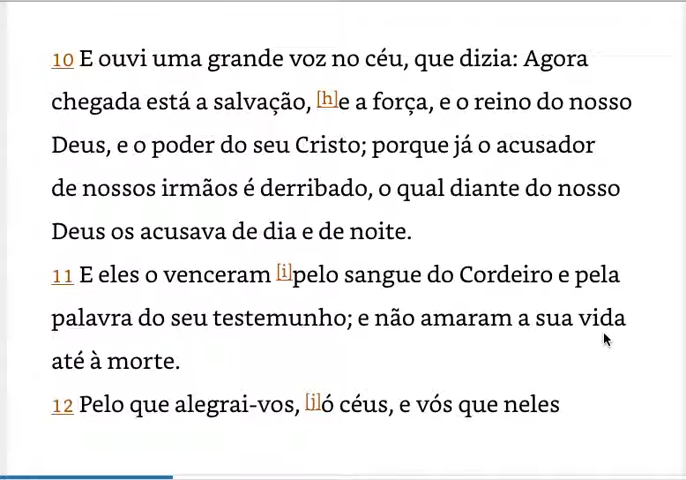 10 E ouvi uma grande voz no céu, que dizia: Agora
chegada está a salvação, [h]e a força, e o reino do nosso
Deus, e o poder do seu Cristo; porque já o acusador
de nossos irmãos é derribado, o qual diante do nosso
Deus os acusava de dia e de noite.
11 E eles o venceram [i]pelo sangue do Cordeiro e pela
palavra do seu testemunho; e não amaram a sua vida
até à morte.
12 Pelo que alegrai-vos, [j]ó céus, e vós que neles